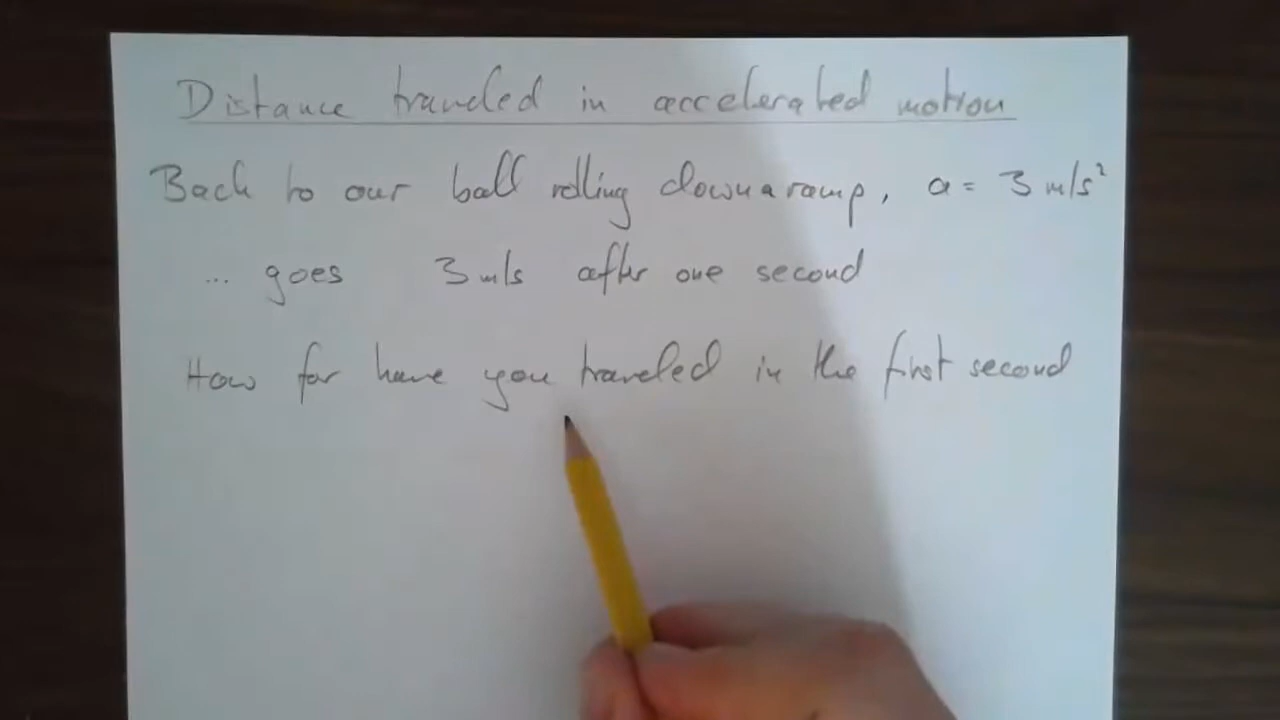 Distance traveled in accelerated motion
Back to our ball rolling down a ramp, a = 3 m/s²
... goes 3 m/s after one second
How far have you traveled in the first second